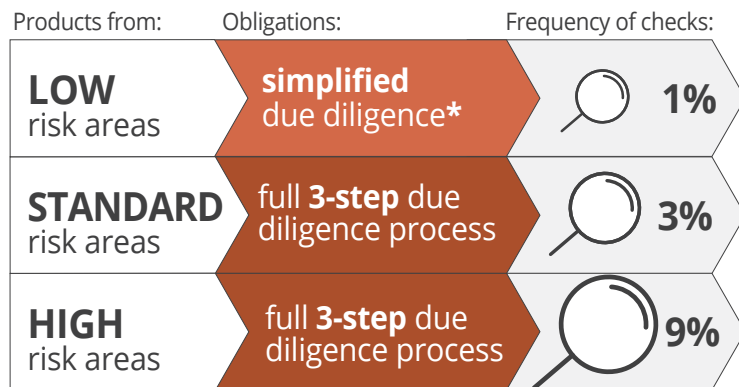 Products from: Obligations: Frequency of checks:
LOW
risk areas
simplified
due diligence*
1%
STANDARD
risk areas
full 3-step due
diligence process
3%
HIGH
risk areas
full 3-step due
diligence process
9%